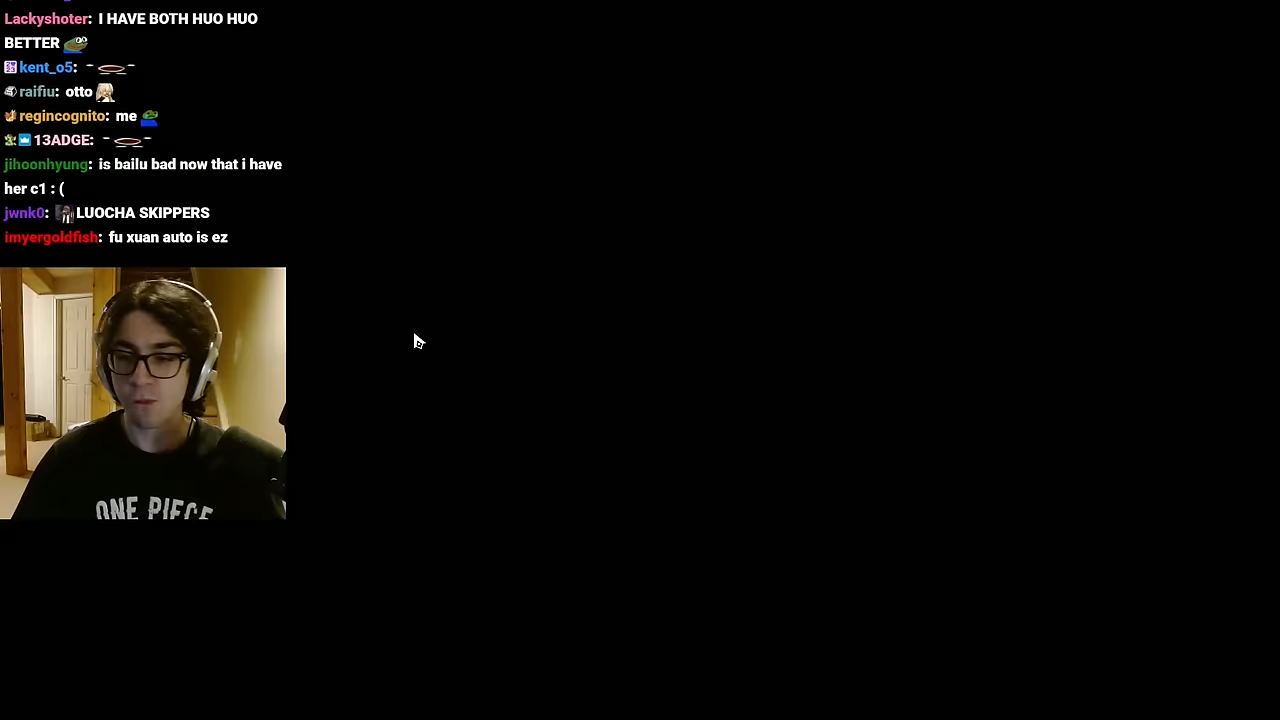 Lackyshoter: I HAVE BOTH HUO HUO
BETTER
kent_o5:
raifiu: otto
regincognito: me
13ADGE:
jihoonhyung: is bailu bad now that i have
her c1 : (
jwnk0: LUOCHA SKIPPERS
imyergoldfish: fu xuan auto is ez
ONE PIECE